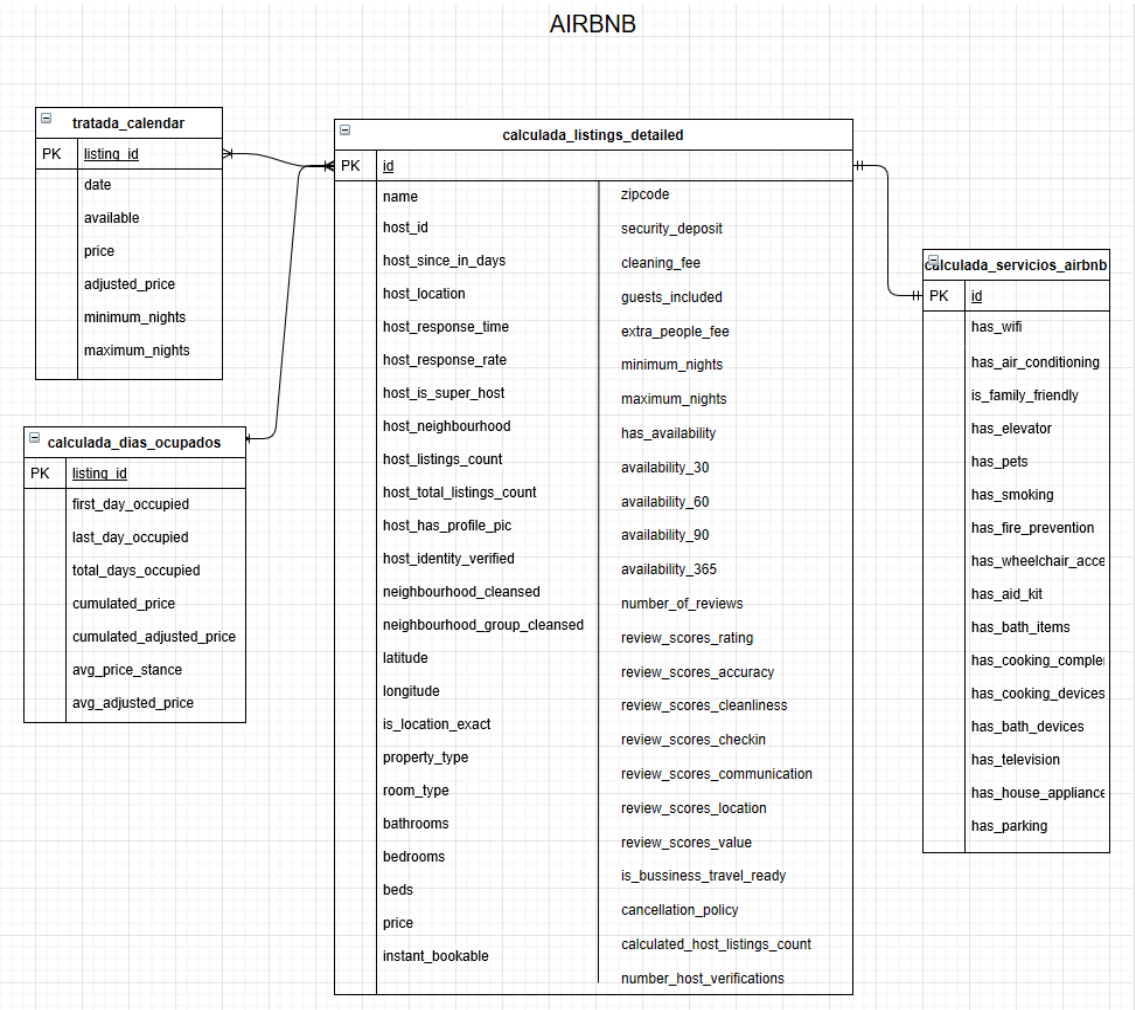 AIRBNB
tratada_calendar
PK listing_id
date
available
price
adjusted_price
minimum_nights
maximum_nights
calculada_dias_ocupados
PK listing_id
first_day_occupied
last_day_occupied
total_days_occupied
cumulated_price
cumulated_adjusted_price
avg_price_stance
avg_adjusted_price
calculada_listings_detailed
PK id
name
host_id
host_since_in_days
host_location
host_response_time
host_response_rate
host_is_super_host
host_neighbourhood
host_listings_count
host_total_listings_count
host_has_profile_pic
host_identity_verified
neighbourhood_cleansed
neighbourhood_group_cleansed
latitude
longitude
is_location_exact
property_type
room_type
bathrooms
bedrooms
beds
price
instant_bookable
zipcode
security_deposit
cleaning_fee
guests_included
extra_people_fee
minimum_nights
maximum_nights
has_availability
availability_30
availability_60
availability_90
availability_365
number_of_reviews
review_scores_rating
review_scores_accuracy
review_scores_cleanliness
review_scores_checkin
review_scores_communication
review_scores_location
review_scores_value
is_bussiness_travel_ready
cancellation_policy
calculated_host_listings_count
number_host_verifications
calculada_servicios_airbnb
PK id
has_wifi
has_air_conditioning
is_family_friendly
has_elevator
has_pets
has_smoking
has_fire_prevention
has_wheelchair_acce
has_aid_kit
has_bath_items
has_cooking_comple
has_cooking_devices
has_bath_devices
has_television
has_house_appliance
has_parking